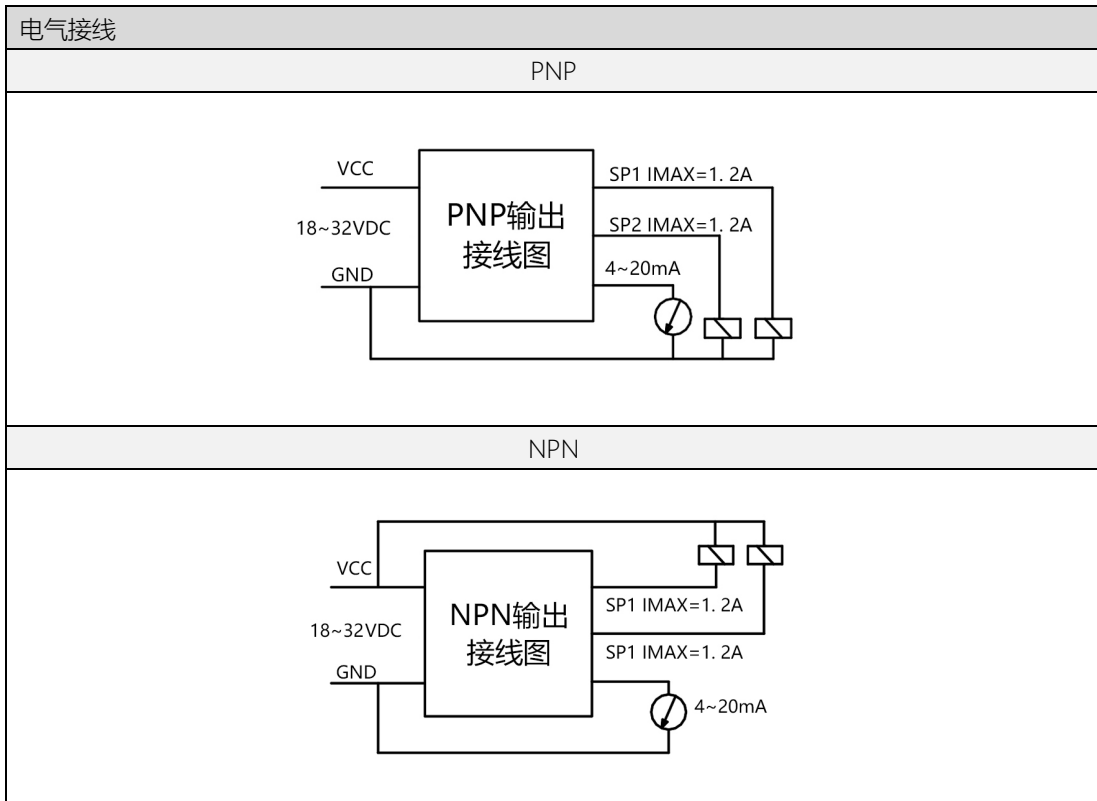 电气接线
PNP
VCC
18~32VDC
GND
PNP输出
接线图
SP1 IMAX=1. 2A
SP2 IMAX=1. 2A
4~20mA
NPN
VCC
18~32VDC
GND
NPN输出
接线图
SP1 IMAX=1. 2A
SP1 IMAX=1. 2A
4~20mA